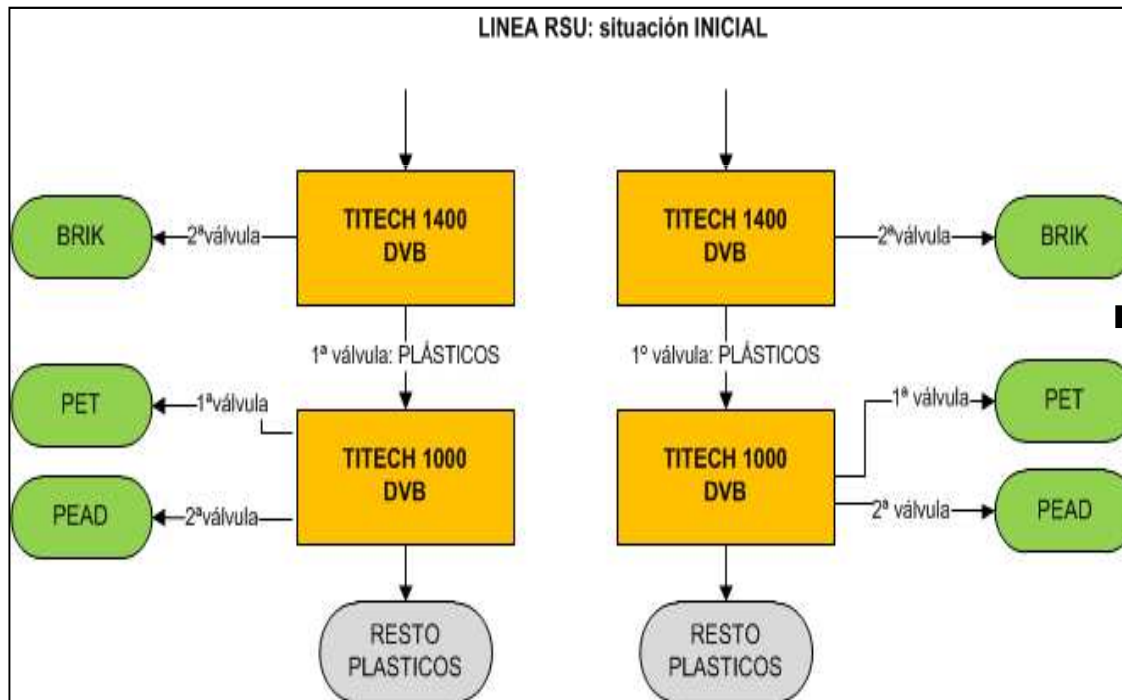 LINEA RSU: situación INICIAL
TITECH 1400
DVB
TITECH 1400
DVB
BRIK
2ªválvula
2ªválvula
BRIK
1ª válvula: PLÁSTICOS
1º válvula: PLÁSTICOS
PET
1ªválvula
1ª válvula
PET
TITECH 1000
DVB
TITECH 1000
DVB
PEAD
2ªválvula
2ª válvula
PEAD
RESTO
PLASTICOS
RESTO
PLASTICOS